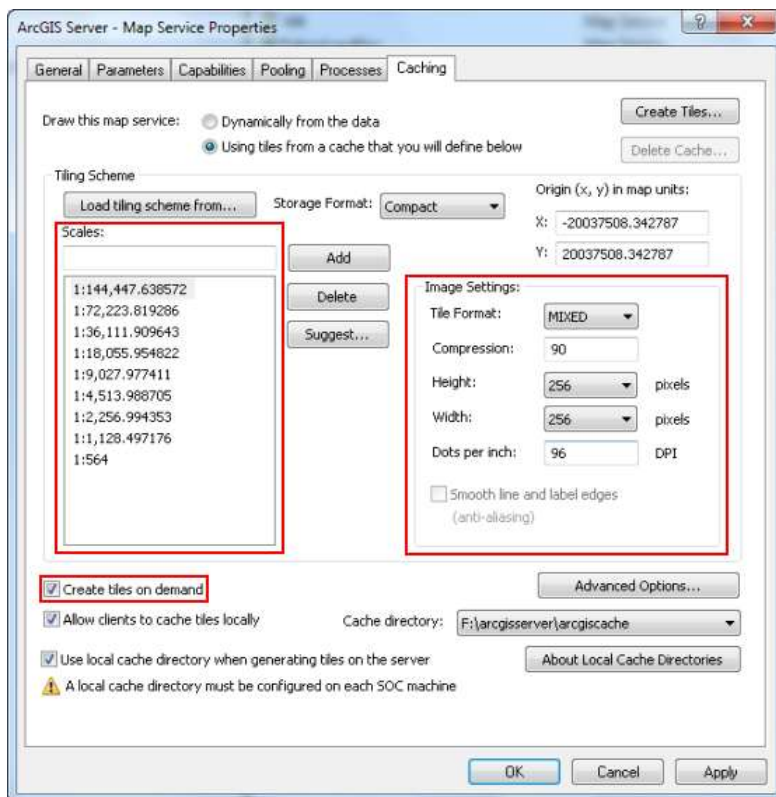 ArcGIS Server - Map Service Properties
General Parameters Capabilities Pooling Processes Caching
Draw this map service:
Dynamically from the data
Using tiles from a cache that you will define below
Create Tiles...
Delete Cache...
Tiling Scheme
Load tiling scheme from...
Storage Format: Compact
Origin (x, y) in map units:
X: -20037508.342787
Y: 20037508.342787
Scales:
Add
Delete
Suggest...
1:144,447.638572
1:72,223.819286
1:36,111.909643
1:18,055.954822
1:9,027.977411
1:4,513.988705
1:2,256.994353
1:1,128.497176
1:564
Image Settings:
Tile Format: MIXED
Compression: 90
Height: 256 pixels
Width: 256 pixels
Dots per inch: 96 DPI
Smooth line and label edges
(anti-aliasing)
Create tiles on demand
Advanced Options...
Allow clients to cache tiles locally
Cache directory: F:\arcgisserver\arcgiscache
Use local cache directory when generating tiles on the server
About Local Cache Directories
A local cache directory must be configured on each SOC machine
OK Cancel Apply